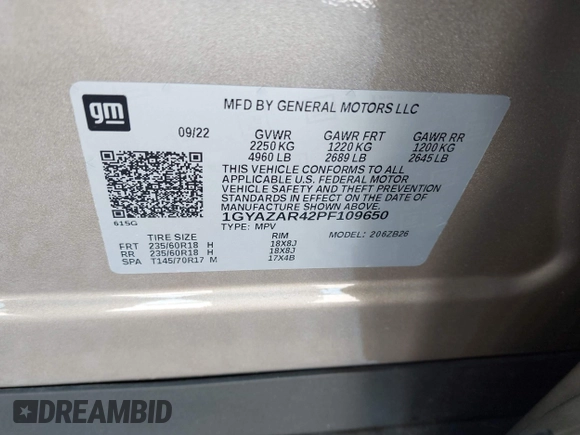 gm
MFD BY GENERAL MOTORS LLC
09/22 GVWR GAWR FRT GAWR RR
2250 KG 1220 KG 1200 KG
4960 LB 2689 LB 2645 LB
THIS VEHICLE CONFORMS TO ALL
APPLICABLE U.S. FEDERAL MOTOR
VEHICLE SAFETY AND THEFT PREVENTION
STANDARDS IN EFFECT ON THE DATE OF
MANUFACTURE SHOWN ABOVE.
1GYAZAR42PF109650
615G
TYPE: MPV
TIRE SIZE RIM MODEL: 206ZB26
FRT 235/60R18 H 18X8J
RR 235/60R18 H 18X8J
SPA T145/70R17 M 17X4B
DREAMBID